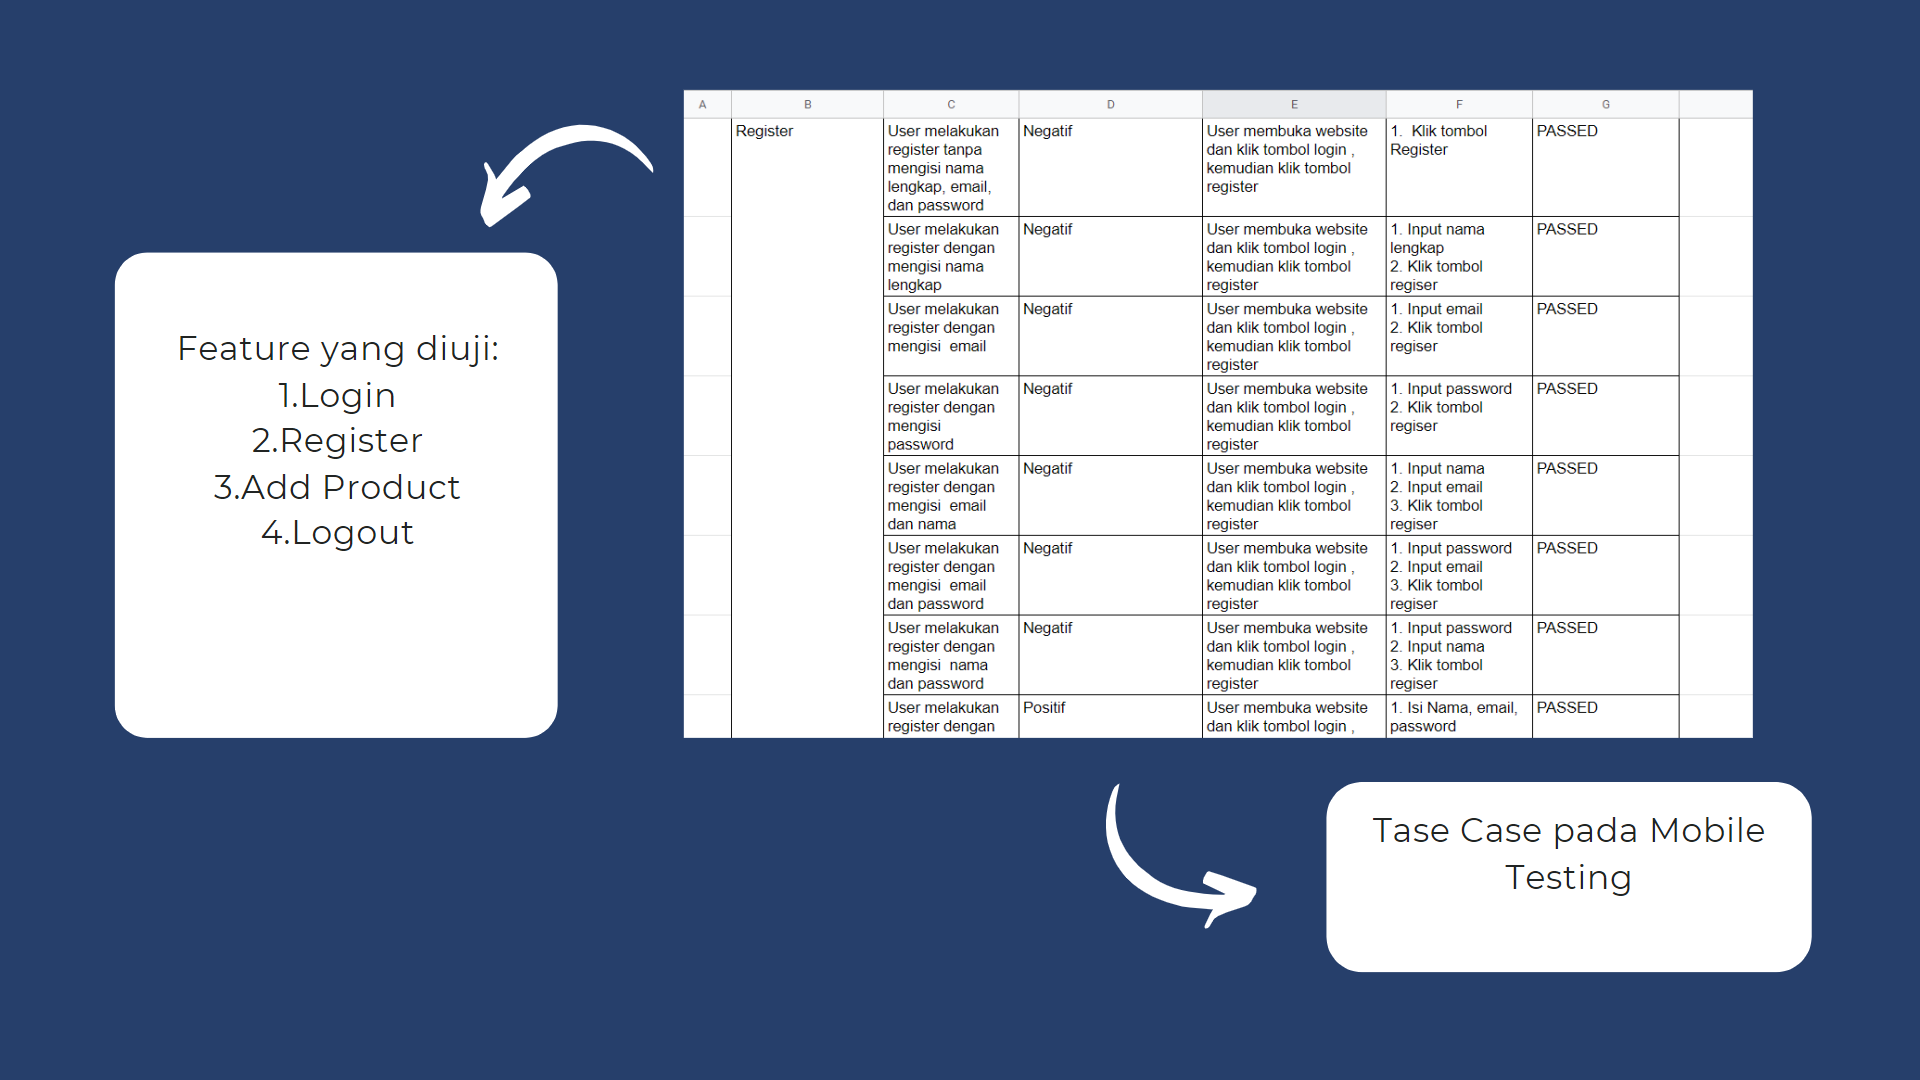 A B C D E F G
Register
User melakukan
register tanpa
mengisi nama
lengkap, email,
dan password
Negatif
User membuka website
dan klik tombol login ,
kemudian klik tombol
register
1.  Klik tombol
Register
PASSED
User melakukan
register dengan
mengisi nama
lengkap
Negatif
User membuka website
dan klik tombol login ,
kemudian klik tombol
register
1. Input nama
lengkap
2. Klik tombol
regiser
PASSED
User melakukan
register dengan
mengisi  email
Negatif
User membuka website
dan klik tombol login ,
kemudian klik tombol
register
1. Input email
2. Klik tombol
regiser
PASSED
User melakukan
register dengan
mengisi
password
Negatif
User membuka website
dan klik tombol login ,
kemudian klik tombol
register
1. Input password
2. Klik tombol
regiser
PASSED
User melakukan
register dengan
mengisi  email
dan nama
Negatif
User membuka website
dan klik tombol login ,
kemudian klik tombol
register
1. Input nama
2. Input email
3. Klik tombol
regiser
PASSED
User melakukan
register dengan
mengisi  email
dan password
Negatif
User membuka website
dan klik tombol login ,
kemudian klik tombol
register
1. Input password
2. Input email
3. Klik tombol
regiser
PASSED
User melakukan
register dengan
mengisi  nama
dan password
Negatif
User membuka website
dan klik tombol login ,
kemudian klik tombol
register
1. Input password
2. Input nama
3. Klik tombol
regiser
PASSED
User melakukan
register dengan
Positif
User membuka website
dan klik tombol login ,
1. Isi Nama, email,
password
PASSED
Feature yang diuji:
1.Login
2.Register
3.Add Product
4.Logout
Tase Case pada Mobile
Testing